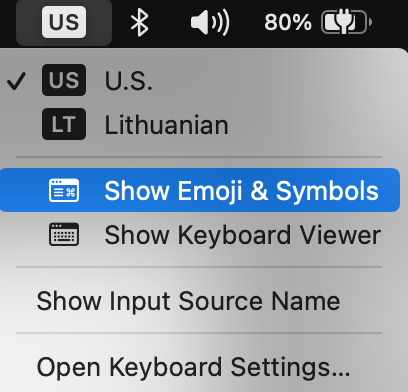 US 80%
US U.S.
LT Lithuanian
Show Emoji & Symbols
Show Keyboard Viewer
Show Input Source Name
Open Keyboard Settings...